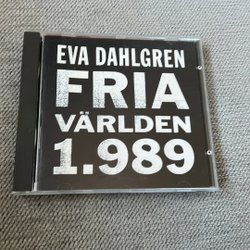 EVA DAHLGREN
FRIA
VÄRLDEN
1.989